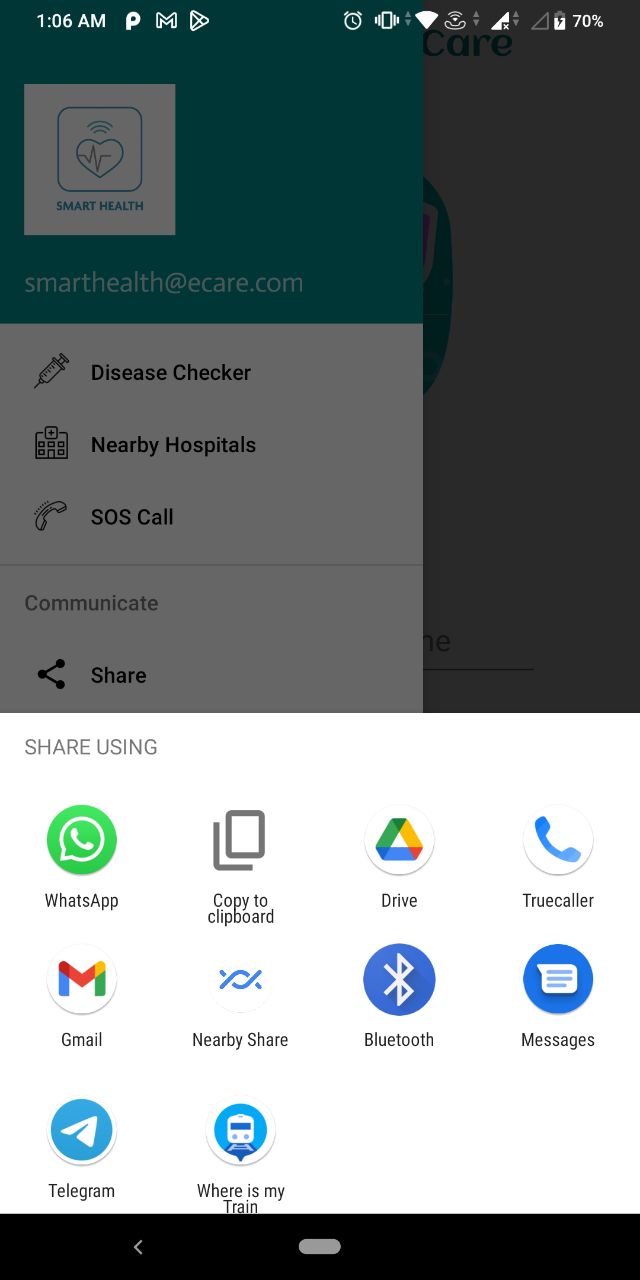 1:06 AM
70%
Care
SMART HEALTH
smarthealth@ecare.com
Disease Checker
Nearby Hospitals
SOS Call
Communicate
Share
SHARE USING
WhatsApp
Copy to
clipboard
Drive
Truecaller
Gmail
Nearby Share
Bluetooth
Messages
Telegram
Where is my
Train